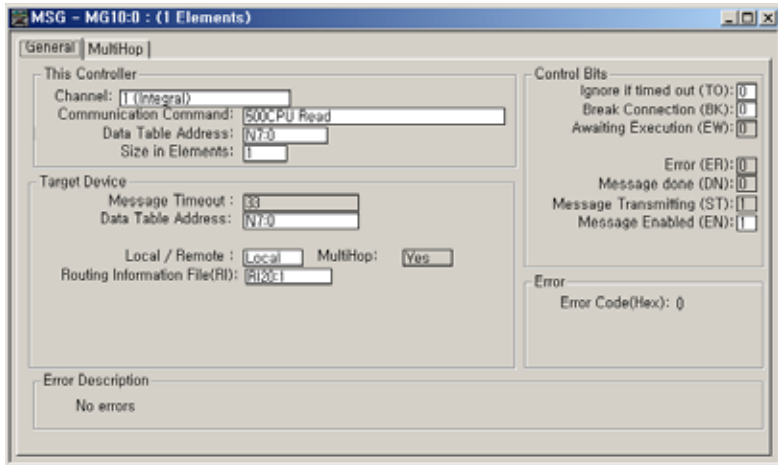 MSG - MG10:0 : (1 Elements)
General
MultiHop
This Controller
Channel: 1 (Integral)
Communication Command: 500CPU Read
Data Table Address: N7:0
Size in Elements: 1
Target Device
Message Timeout : 33
Data Table Address: N7:0
Local / Remote : Local MultiHop: Yes
Routing Information File(RI): RI20:1
Control Bits
Ignore if timed out (TO): 0
Break Connection (BK): 0
Awaiting Execution (EW): 0
Error (ER): 0
Message done (DN): 0
Message Transmitting (ST): 1
Message Enabled (EN): 1
Error
Error Code(Hex): 0
Error Description
No errors